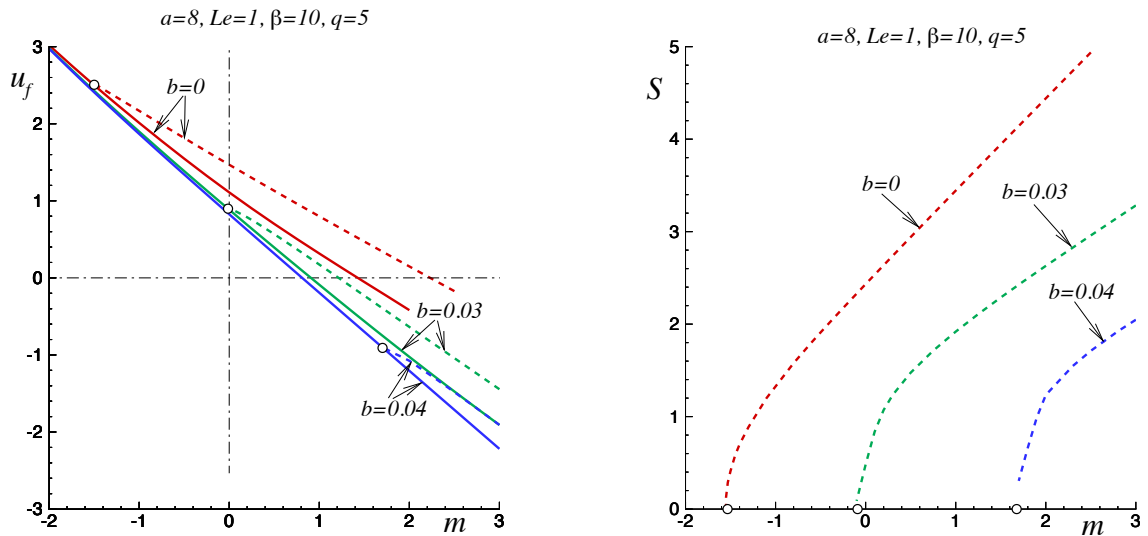 a=8, Le=1, β=10, q=5
u_f
3
2
1
0
-1
-2
-3
-2
-1
0
1
2
3
m
b=0
b=0.03
b=0.04
a=8, Le=1, β=10, q=5
S
5
4
3
2
1
0
-2
-1
0
1
2
3
m
b=0
b=0.03
b=0.04